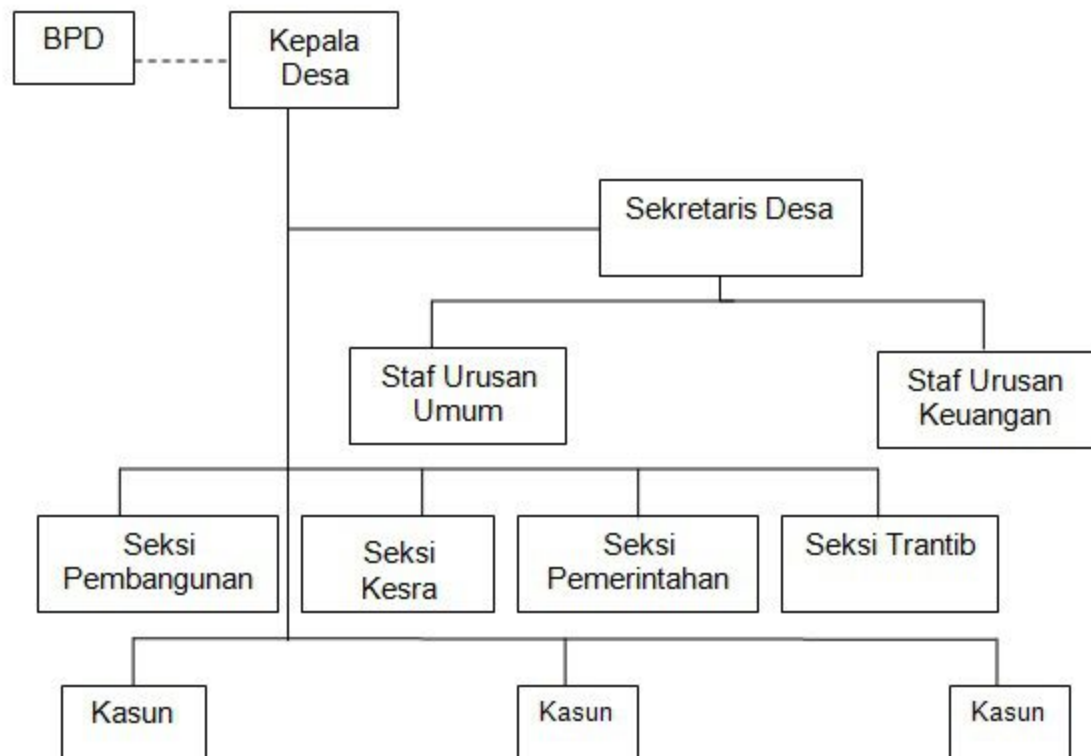 BPD
Kepala
Desa
Sekretaris Desa
Staf Urusan
Umum
Staf Urusan
Keuangan
Seksi
Pembangunan
Seksi
Kesra
Seksi
Pemerintahan
Seksi Trantib
Kasun
Kasun
Kasun